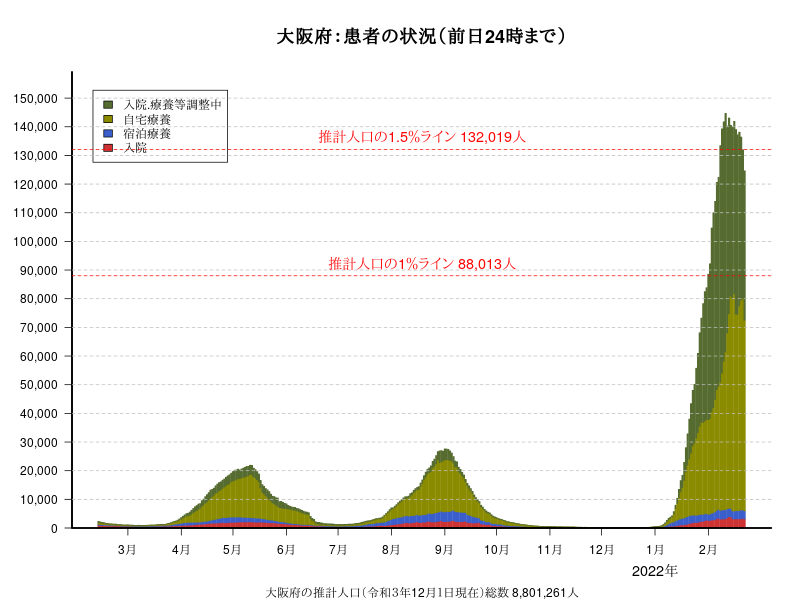 大阪府：患者の状況（前日24時まで）
入院.療養等調整中
自宅療養
宿泊療養
入院
推計人口の1.5％ライン 132,019人
推計人口の1％ライン 88,013人
150,000
140,000
130,000
120,000
110,000
100,000
90,000
80,000
70,000
60,000
50,000
40,000
30,000
20,000
10,000
0
3月 4月 5月 6月 7月 8月 9月 10月 11月 12月 1月 2月
2022年
大阪府の推計人口（令和3年12月1日現在）総数 8,801,261人